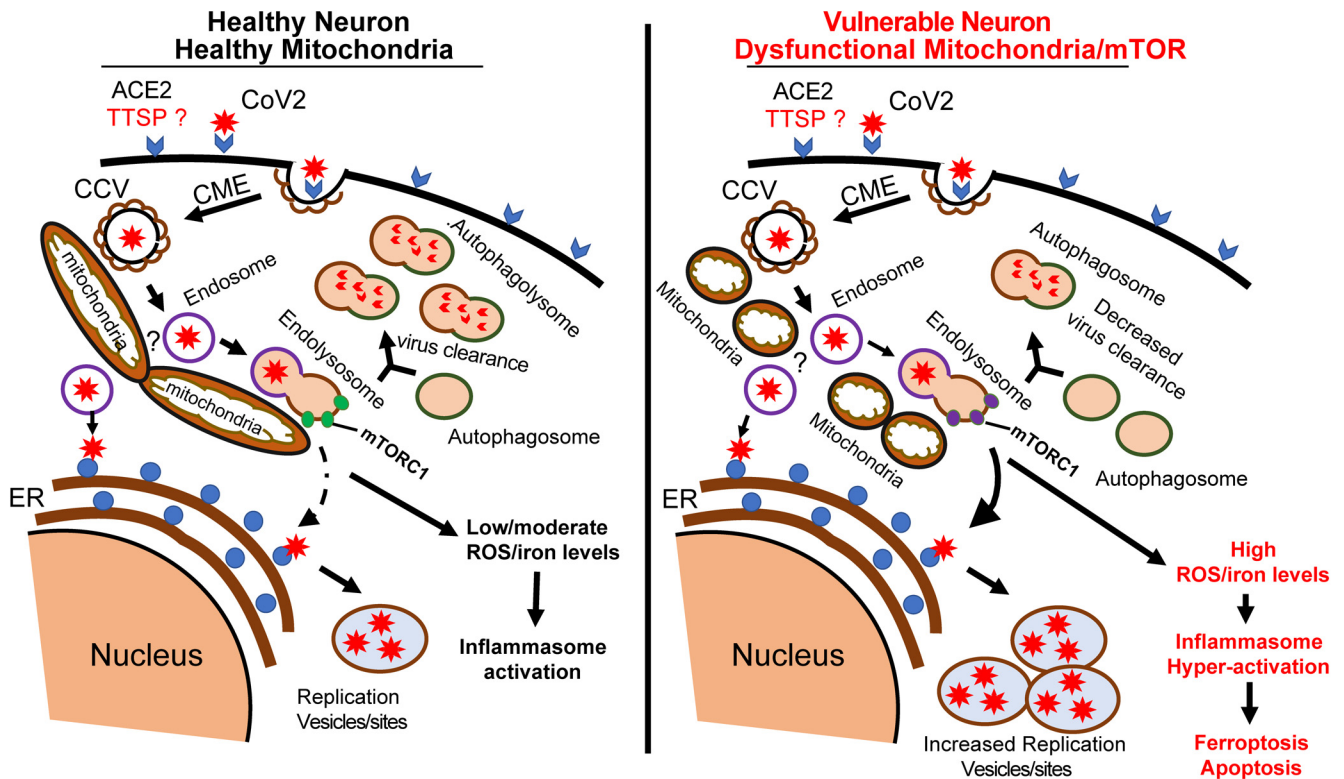 Healthy Neuron
Healthy Mitochondria
ACE2
TTSP ?
CoV2
CCV
CME
mitochondria
Endosome
.Autophagolysome
?
Endolysosome
virus clearance
mitochondria
Autophagosome
mTORC1
ER
Low/moderate
ROS/iron levels
Inflammasome
activation
Nucleus
Replication
Vesicles/sites
Vulnerable Neuron
Dysfunctional Mitochondria/mTOR
ACE2
TTSP ?
CoV2
CCV
CME
Mitochondria
Endosome
Autophagosome
Decreased
virus clearance
?
Endolysosome
Mitochondria
mTORC1
Autophagosome
ER
High
ROS/iron levels
Inflammasome
Hyper-activation
Nucleus
Ferroptosis
Apoptosis
Increased Replication
Vesicles/sites